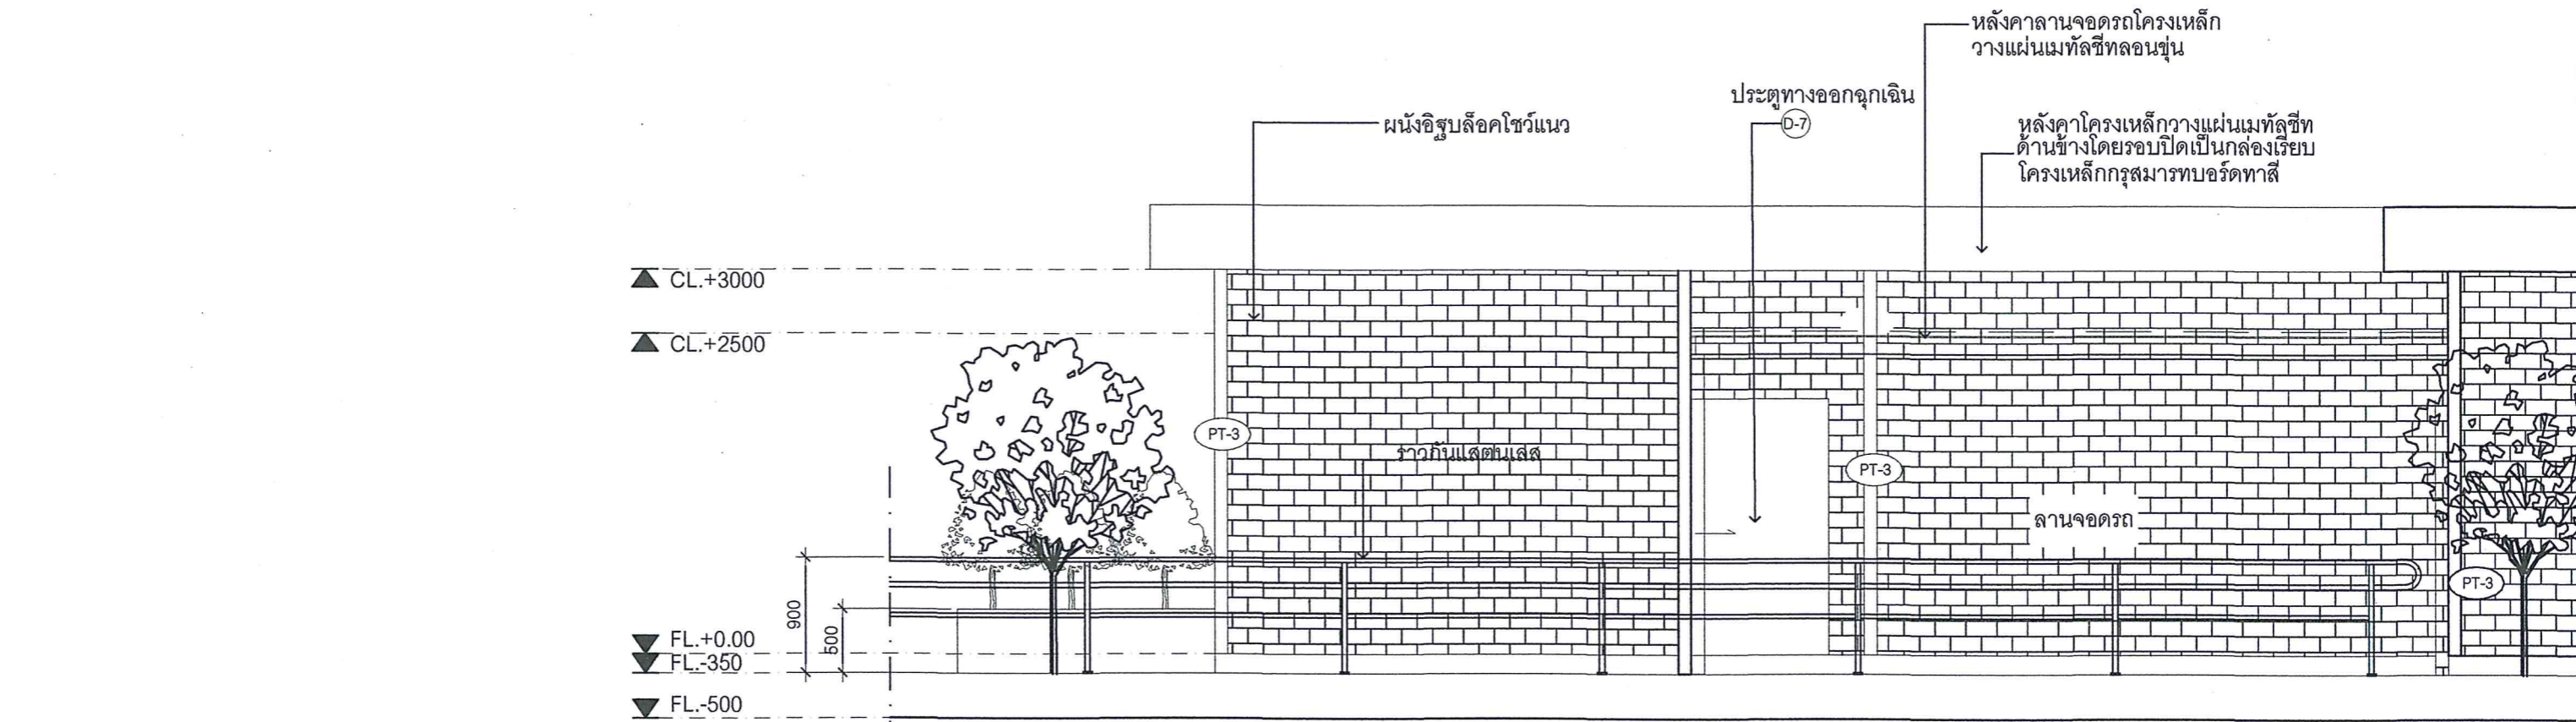 หลังคาลานจอดรถโครงเหล็ก
วางแผ่นเมทัลชีทลอนขุ่น
ประตูทางออกฉุกเฉิน
D-7
ผนังอิฐบล็อคโชว์แนว
หลังคาโครงเหล็กวางแผ่นเมทัลชีท
ด้านข้างโดยรอบปิดเป็นกล่องเรียบ
โครงเหล็กกรุสมารทบอร์ดทาสี
CL.+3000
CL.+2500
PT-3
ราวกันแสตนเลส
PT-3
ลานจอดรถ
PT-3
900
500
FL.+0.00
FL.-350
FL.-500